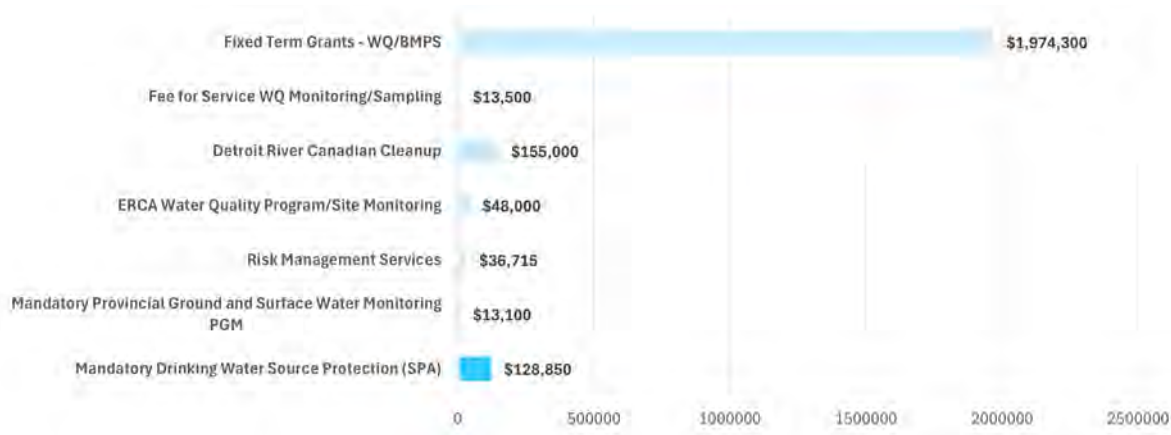 Fixed Term Grants - WQ/BMPS
$1,974,300
Fee for Service WQ Monitoring/Sampling
$13,500
Detroit River Canadian Cleanup
$155,000
ERCA Water Quality Program/Site Monitoring
$48,000
Risk Management Services
$36,715
Mandatory Provincial Ground and Surface Water Monitoring
PGM
$13,100
Mandatory Drinking Water Source Protection (SPA)
$128,850
0 500000 1000000 1500000 2000000 2500000